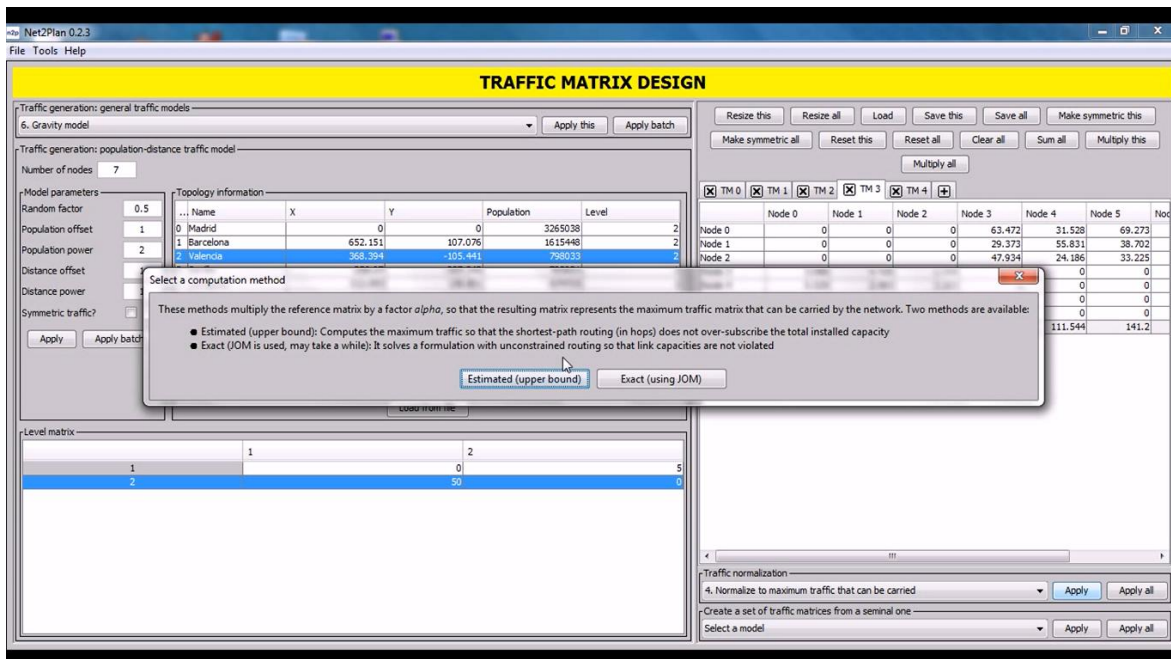 n2p Net2Plan 0.2.3
File Tools Help
TRAFFIC MATRIX DESIGN
Traffic generation: general traffic models
6. Gravity model
Apply this
Apply batch
Traffic generation: population-distance traffic model
Number of nodes 7
Model parameters
Random factor 0.5
Population offset 1
Population power 2
Distance offset
Distance power
Symmetric traffic?
Apply
Apply batch
Topology information
... Name X Y Population Level
0 Madrid 0 0 3265038 2
1 Barcelona 652.151 107.076 1615448 2
2 Valencia 368.394 -105.441 798033 2
Load from file
Level matrix
1 2
1 0 5
2 50 0
Resize this Resize all Load Save this Save all Make symmetric this
Make symmetric all Reset this Reset all Clear all Sum all Multiply this
Multiply all
TM 0 TM 1 TM 2 TM 3 TM 4
Node 0 Node 1 Node 2 Node 3 Node 4 Node 5
Node 0 0 0 0 63.472 31.528 69.273
Node 1 0 0 0 29.373 55.831 38.702
Node 2 0 0 0 47.934 24.186 33.225
0 0
0 0
0 0
0 0
111.544 141.2
Select a computation method
These methods multiply the reference matrix by a factor alpha, so that the resulting matrix represents the maximum traffic matrix that can be carried by the network. Two methods are available:
● Estimated (upper bound): Computes the maximum traffic so that the shortest-path routing (in hops) does not over-subscribe the total installed capacity
● Exact (JOM is used, may take a while): It solves a formulation with unconstrained routing so that link capacities are not violated
Estimated (upper bound)
Exact (using JOM)
Traffic normalization
4. Normalize to maximum traffic that can be carried
Apply
Apply all
Create a set of traffic matrices from a seminal one
Select a model
Apply
Apply all